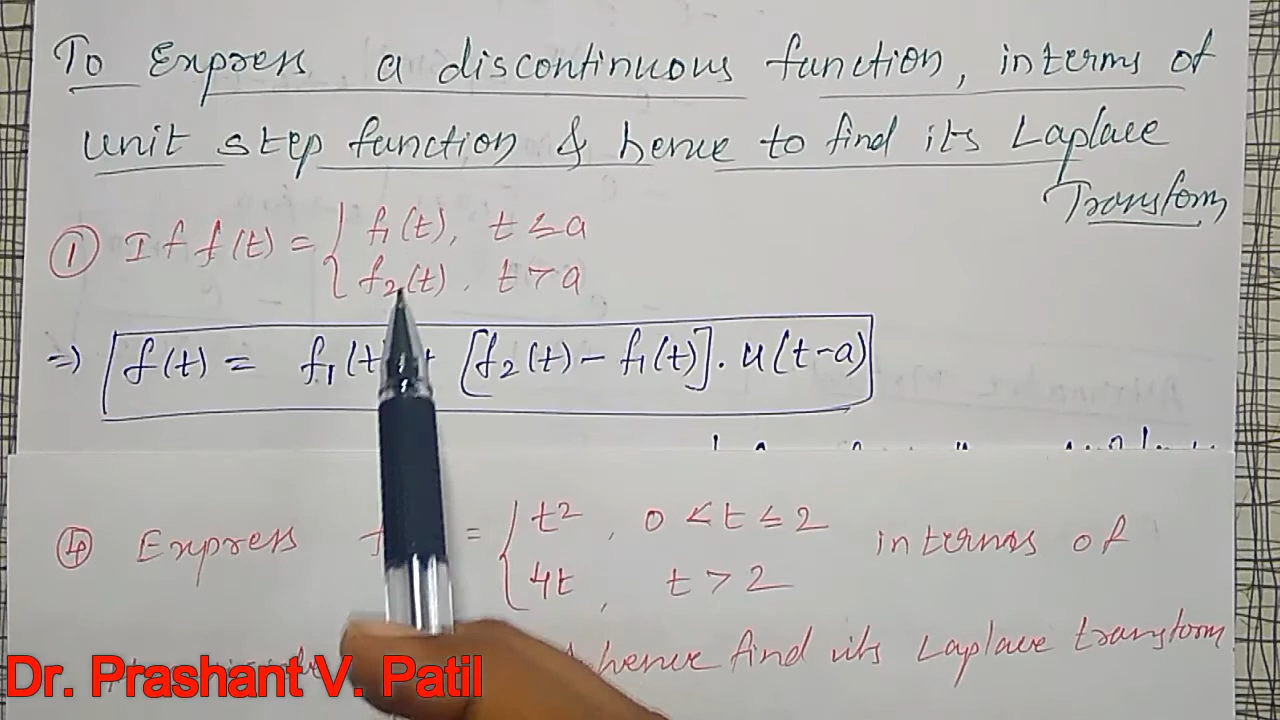 To Express a discontinuous function, interms of
unit step function & hence to find its Laplace
Transform
① If f(t) = { f₁(t), t ≤ a
f₂(t), t > a
⇒ f(t) = f₁(t) + [f₂(t) - f₁(t)] . u(t-a)
④ Express = { t², 0 < t ≤ 2 interms of
4t, t > 2
hence find its Laplace transform.
Dr. Prashant V. Patil